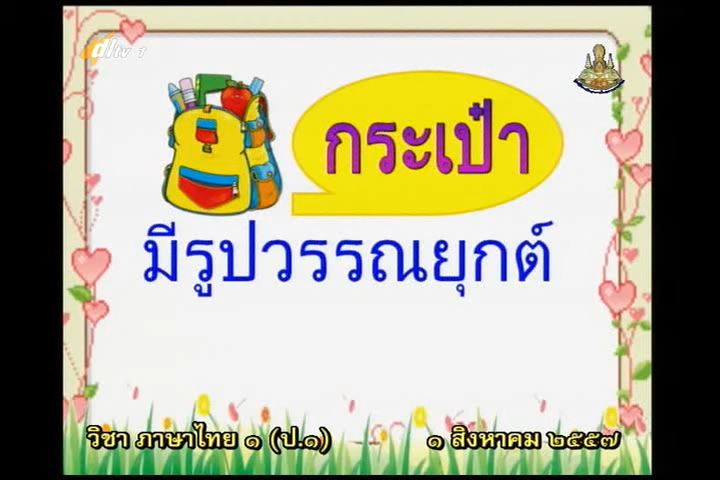 dltv 1
กระเป๋า
มีรูปวรรณยุกต์
วิชา ภาษาไทย ๑ (ป.๑)
๑ สิงหาคม ๒๕๕๗